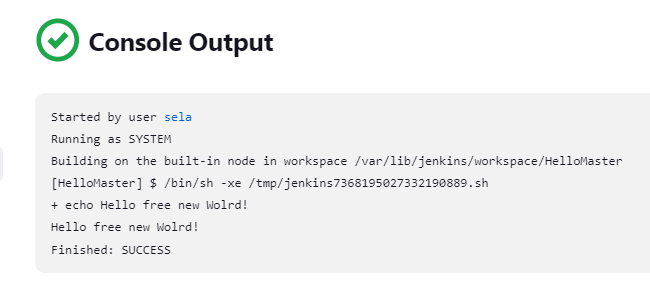 Console Output
Started by user sela
Running as SYSTEM
Building on the built-in node in workspace /var/lib/jenkins/workspace/HelloMaster
[HelloMaster] $ /bin/sh -xe /tmp/jenkins7368195027332190889.sh
+ echo Hello free new Wolrd!
Hello free new Wolrd!
Finished: SUCCESS